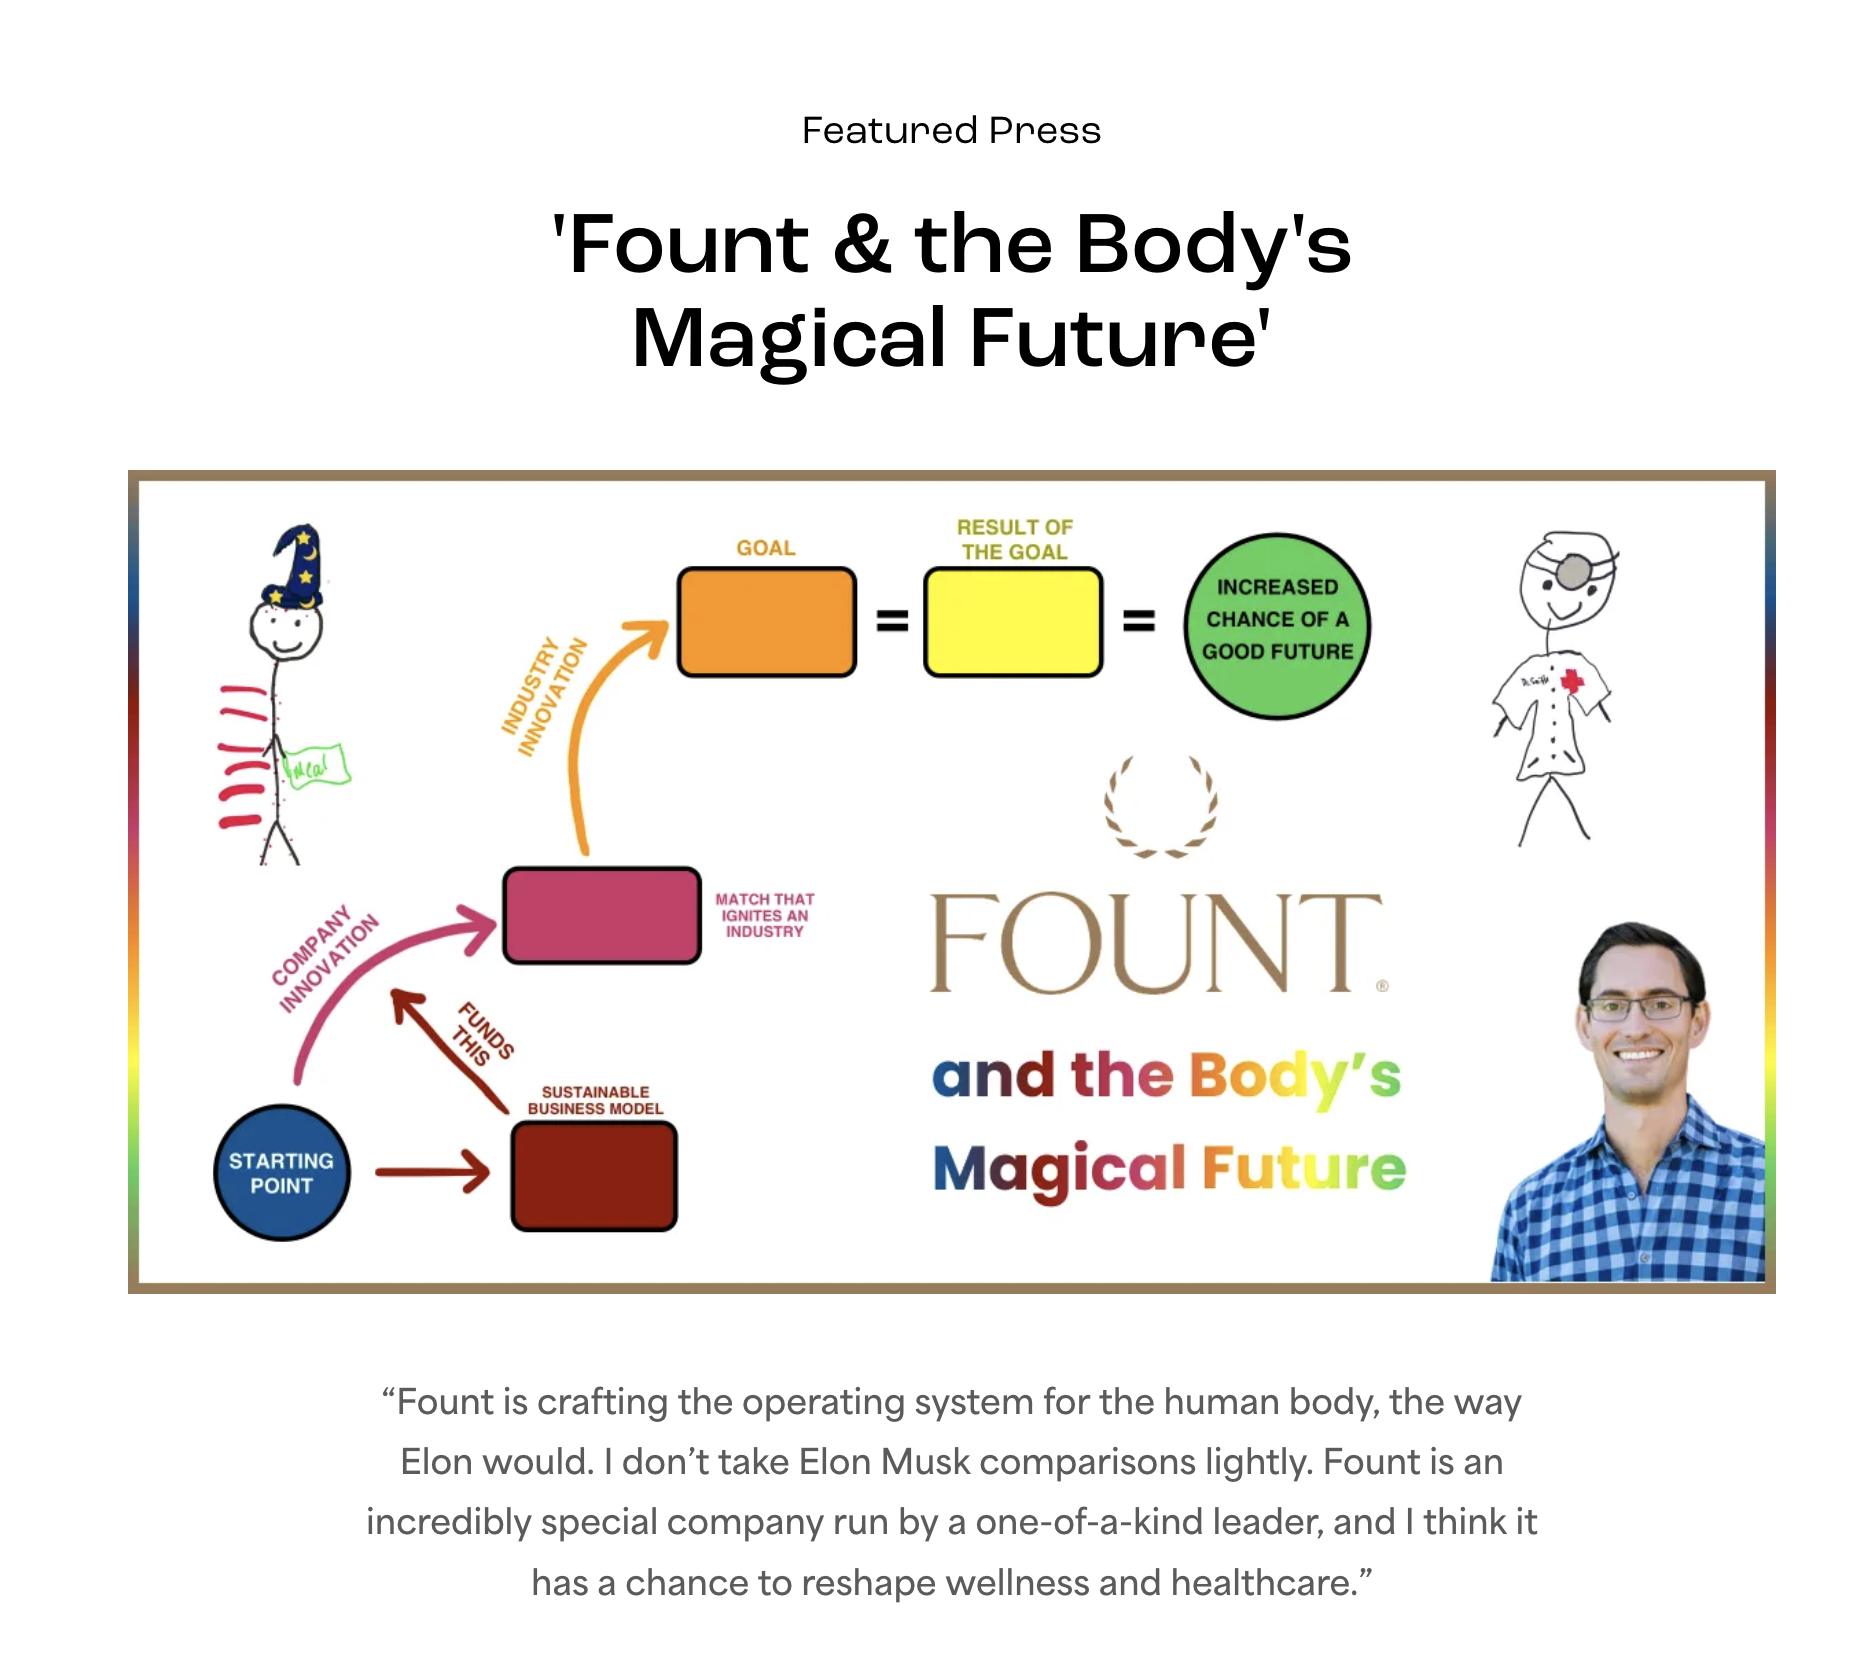 Featured Press
'Fount & the Body's
Magical Future'
GOAL
RESULT OF
THE GOAL
=
=
INCREASED
CHANCE OF A
GOOD FUTURE
INDUSTRY
INNOVATION
MATCH THAT
IGNITES AN
INDUSTRY
COMPANY
INNOVATION
FUNDS
THIS
SUSTAINABLE
BUSINESS MODEL
STARTING
POINT
FOUNT®
and the Body’s
Magical Future
“Fount is crafting the operating system for the human body, the way
Elon would. I don’t take Elon Musk comparisons lightly. Fount is an
incredibly special company run by a one-of-a-kind leader, and I think it
has a chance to reshape wellness and healthcare.”